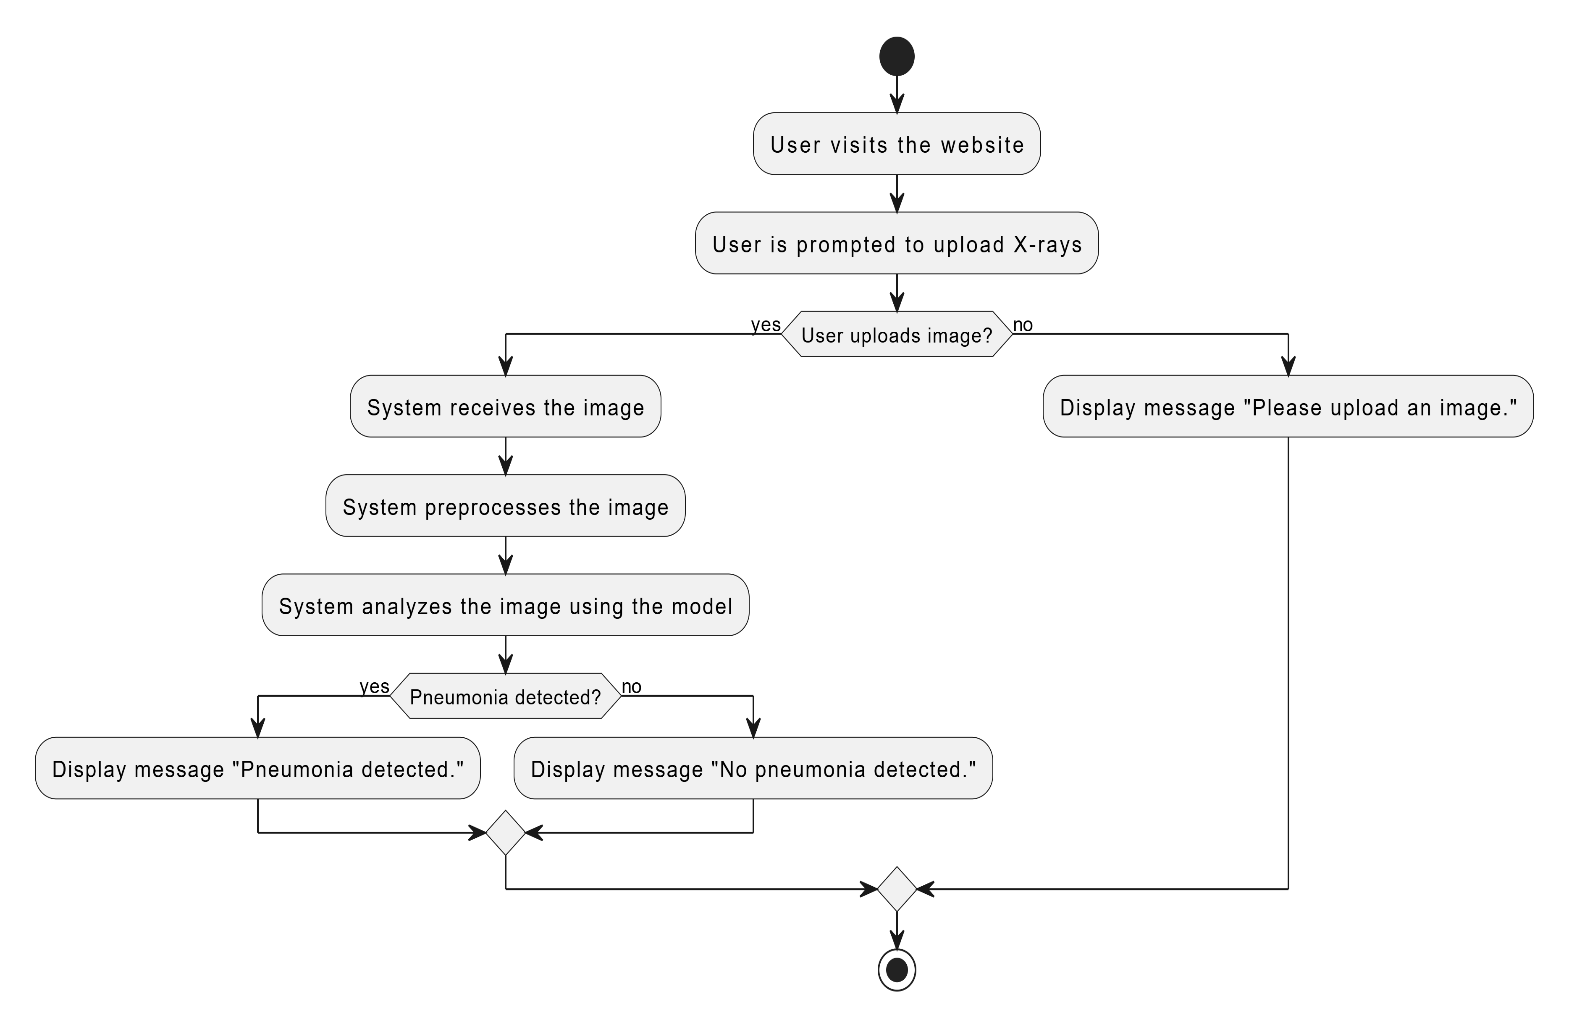 User visits the website
User is prompted to upload X-rays
yes
User uploads image?
no
System receives the image
Display message "Please upload an image."
System preprocesses the image
System analyzes the image using the model
yes
Pneumonia detected?
no
Display message "Pneumonia detected."
Display message "No pneumonia detected."